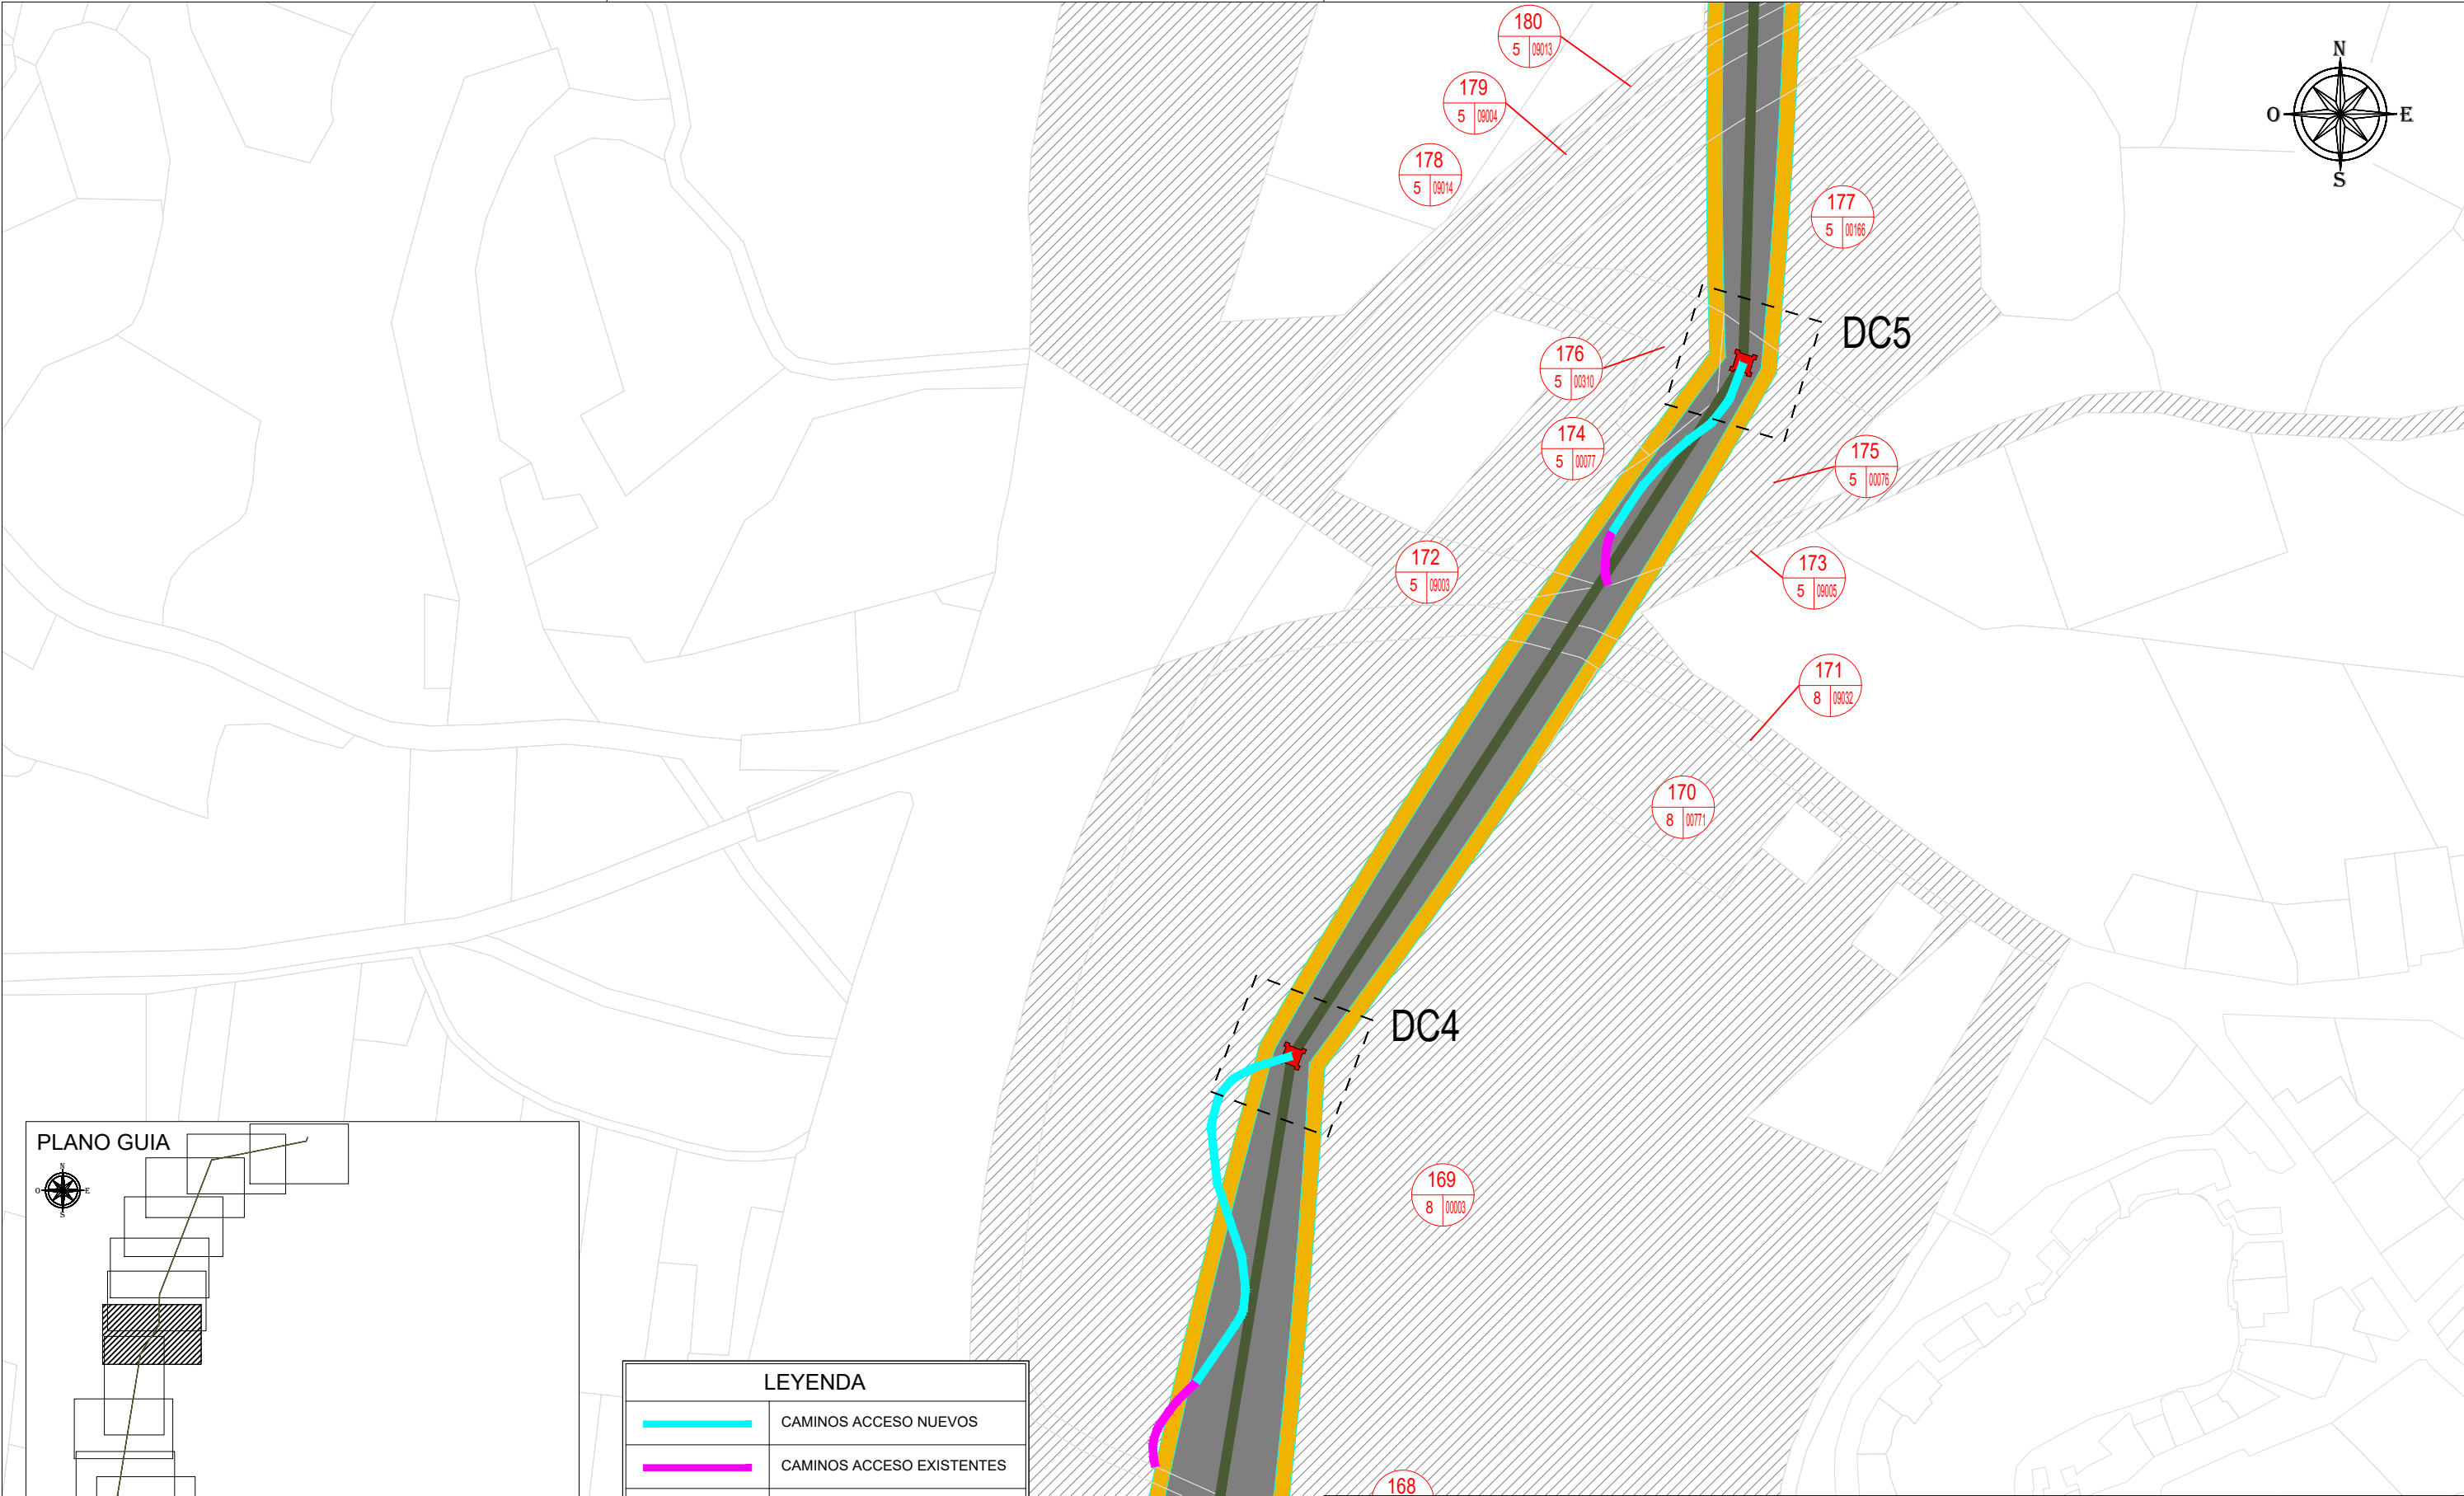 180
5 09013
179
5 09004
178
5 09014
N
O E
S
177
5 00166
DC5
176
5 00310
174
5 00077
175
5 00076
172
5 09003
173
5 09005
171
8 09032
170
8 00771
DC4
169
8 00003
168
PLANO GUIA
N
O E
S
LEYENDA
CAMINOS ACCESO NUEVOS
CAMINOS ACCESO EXISTENTES